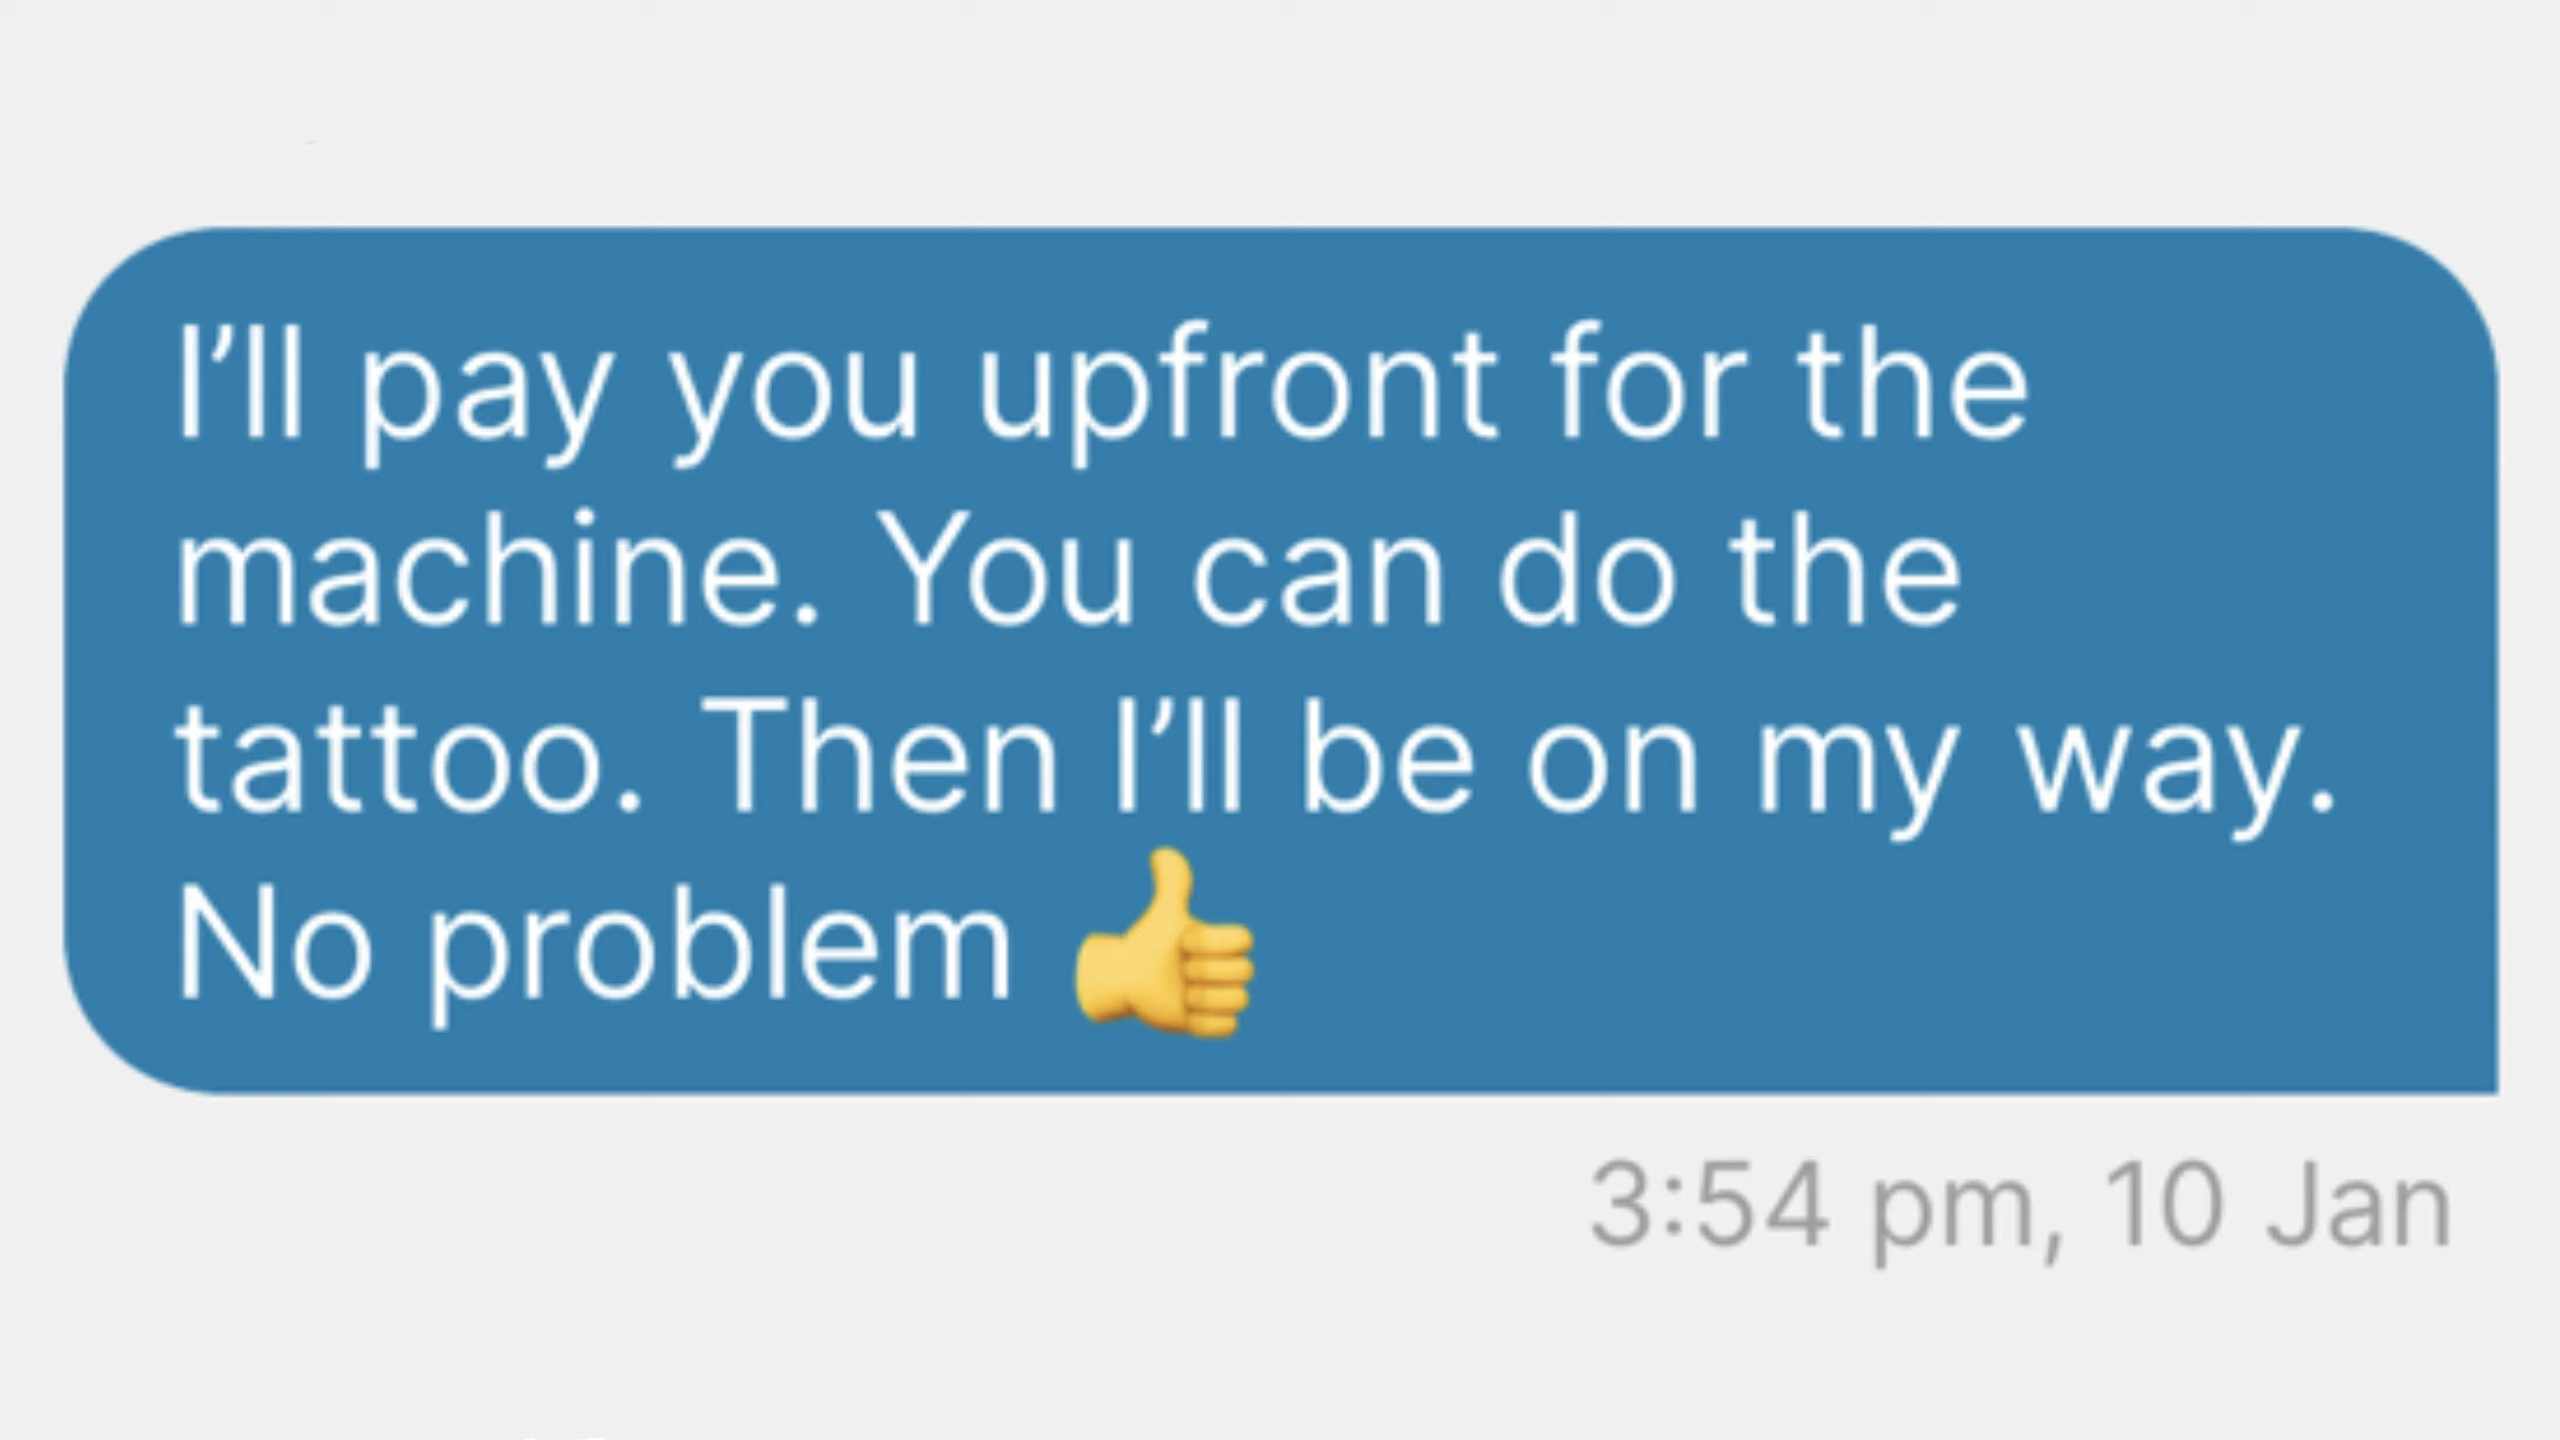 I’ll pay you upfront for the
machine. You can do the
tattoo. Then I’ll be on my way.
No problem 👍
3:54 pm, 10 Jan